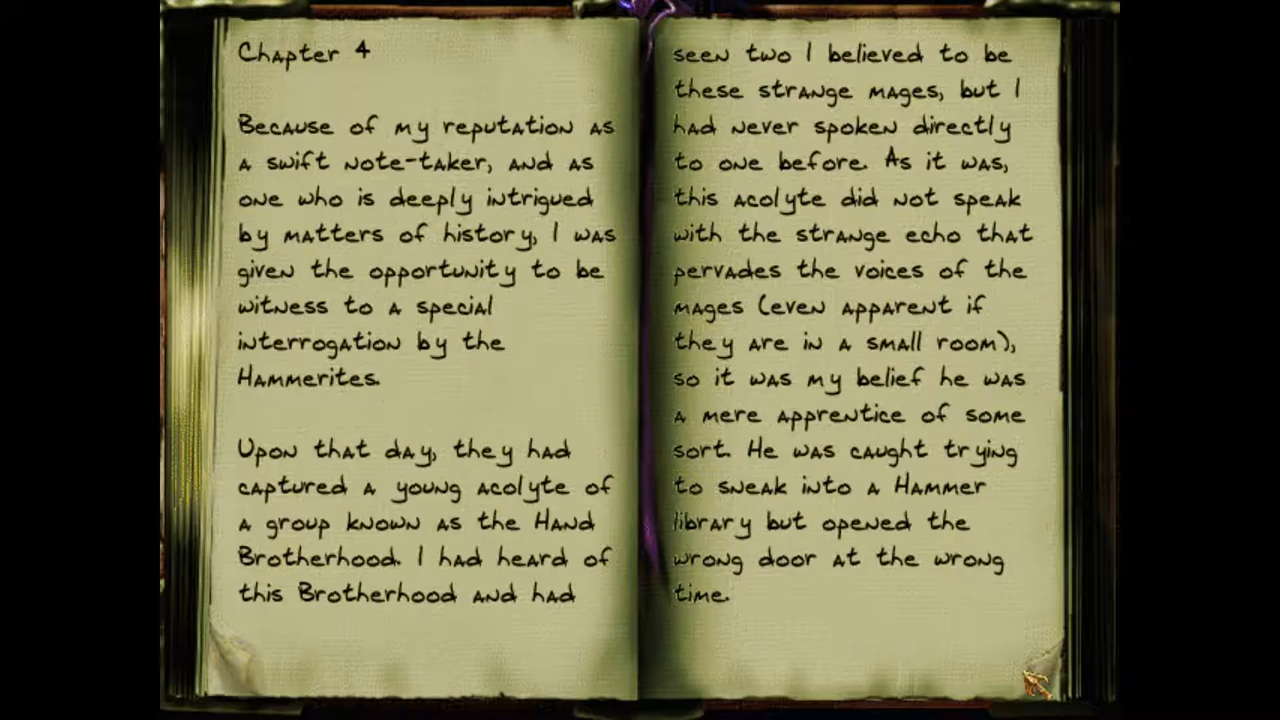 Chapter 4
Because of my reputation as
a swift note-taker, and as
one who is deeply intrigued
by matters of history, I was
given the opportunity to be
witness to a special
interrogation by the
Hammerites.
Upon that day, they had
captured a young acolyte of
a group known as the Hand
Brotherhood. I had heard of
this Brotherhood and had
seen two I believed to be
these strange mages, but I
had never spoken directly
to one before. As it was,
this acolyte did not speak
with the strange echo that
pervades the voices of the
mages (even apparent if
they are in a small room),
so it was my belief he was
a mere apprentice of some
sort. He was caught trying
to sneak into a Hammer
library but opened the
wrong door at the wrong
time.